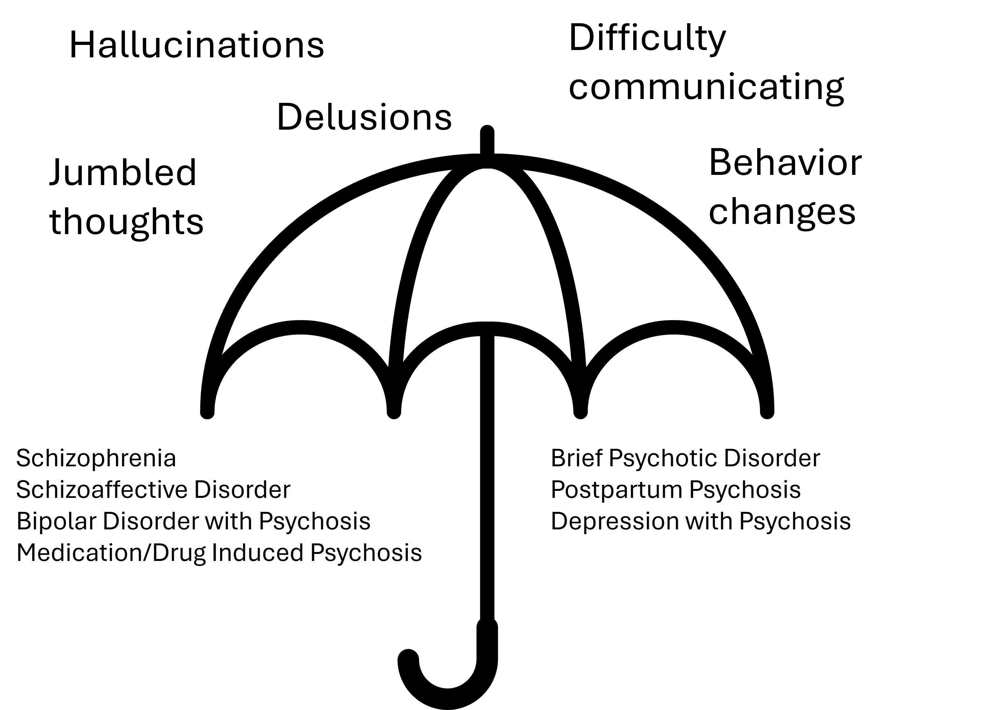 Hallucinations
Difficulty
communicating
Delusions
Jumbled
thoughts
Behavior
changes
Schizophrenia
Schizoaffective Disorder
Bipolar Disorder with Psychosis
Medication/Drug Induced Psychosis
Brief Psychotic Disorder
Postpartum Psychosis
Depression with Psychosis